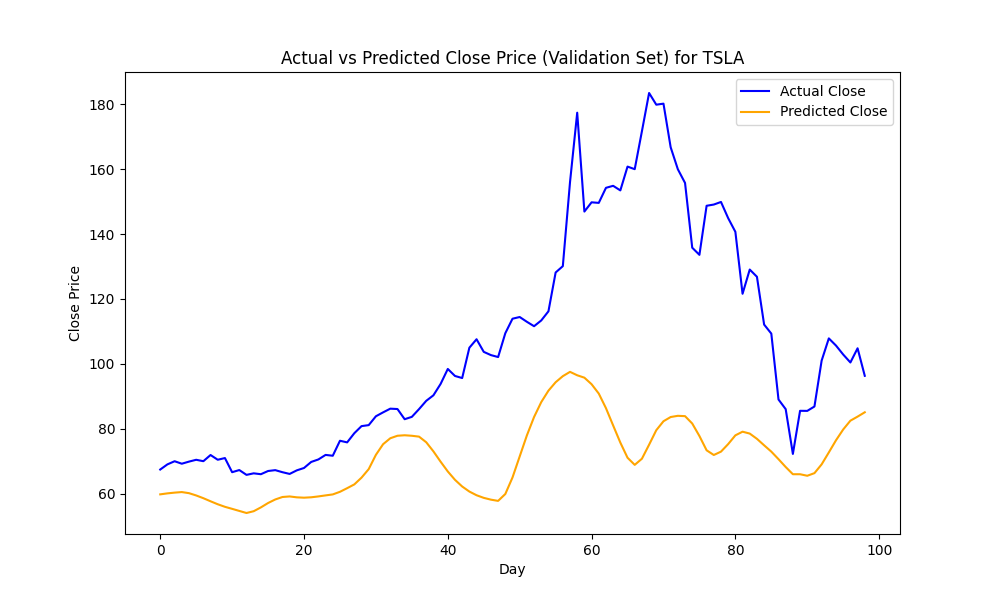 Actual vs Predicted Close Price (Validation Set) for TSLA
Actual Close
Predicted Close
Close Price
180
160
140
120
100
80
60
0 20 40 60 80 100
Day